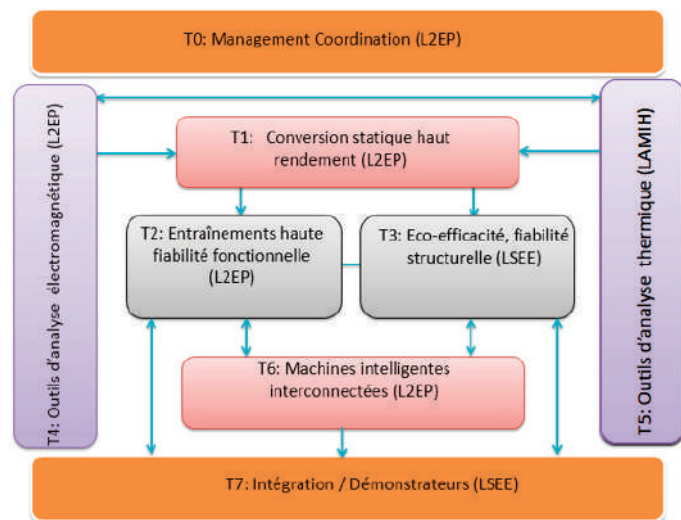 T0: Management Coordination (L2EP)
T4: Outils d'analyse électromagnétique (L2EP)
T1: Conversion statique haut
rendement (L2EP)
T5: Outils d'analyse thermique (LAMIH)
T2: Entraînements haute
fiabilité fonctionnelle
(L2EP)
T3: Eco-efficacité, fiabilité
structurelle (LSEE)
T6: Machines intelligentes
interconnectées (L2EP)
T7: Intégration / Démonstrateurs (LSEE)